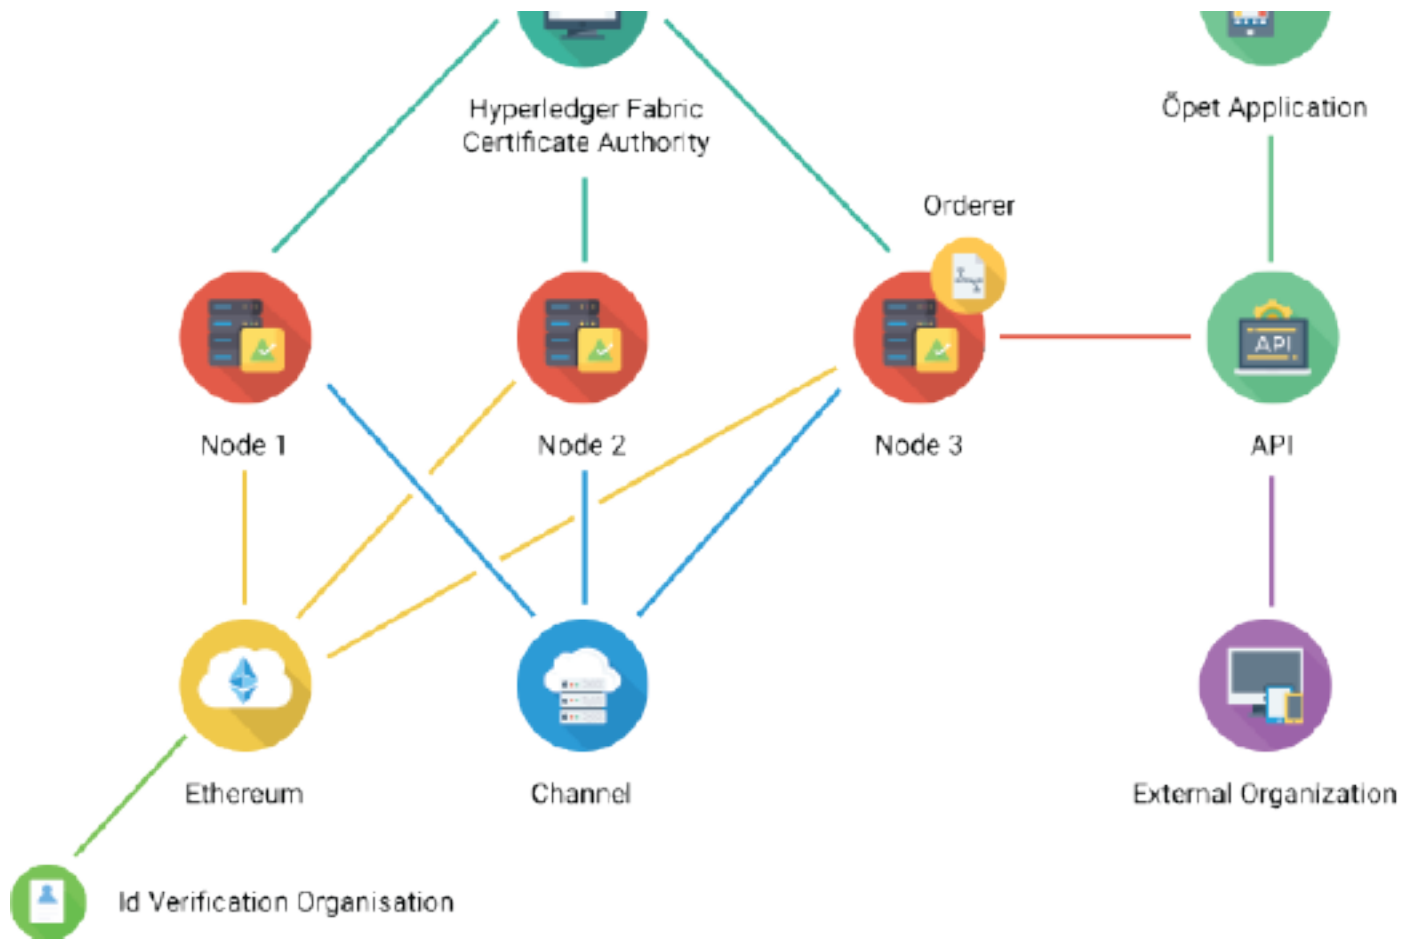 Hyperledger Fabric
Certificate Authority
Őpet Application
Orderer
Node 1
Node 2
Node 3
API
API
Ethereum
Channel
External Organization
Id Verification Organisation